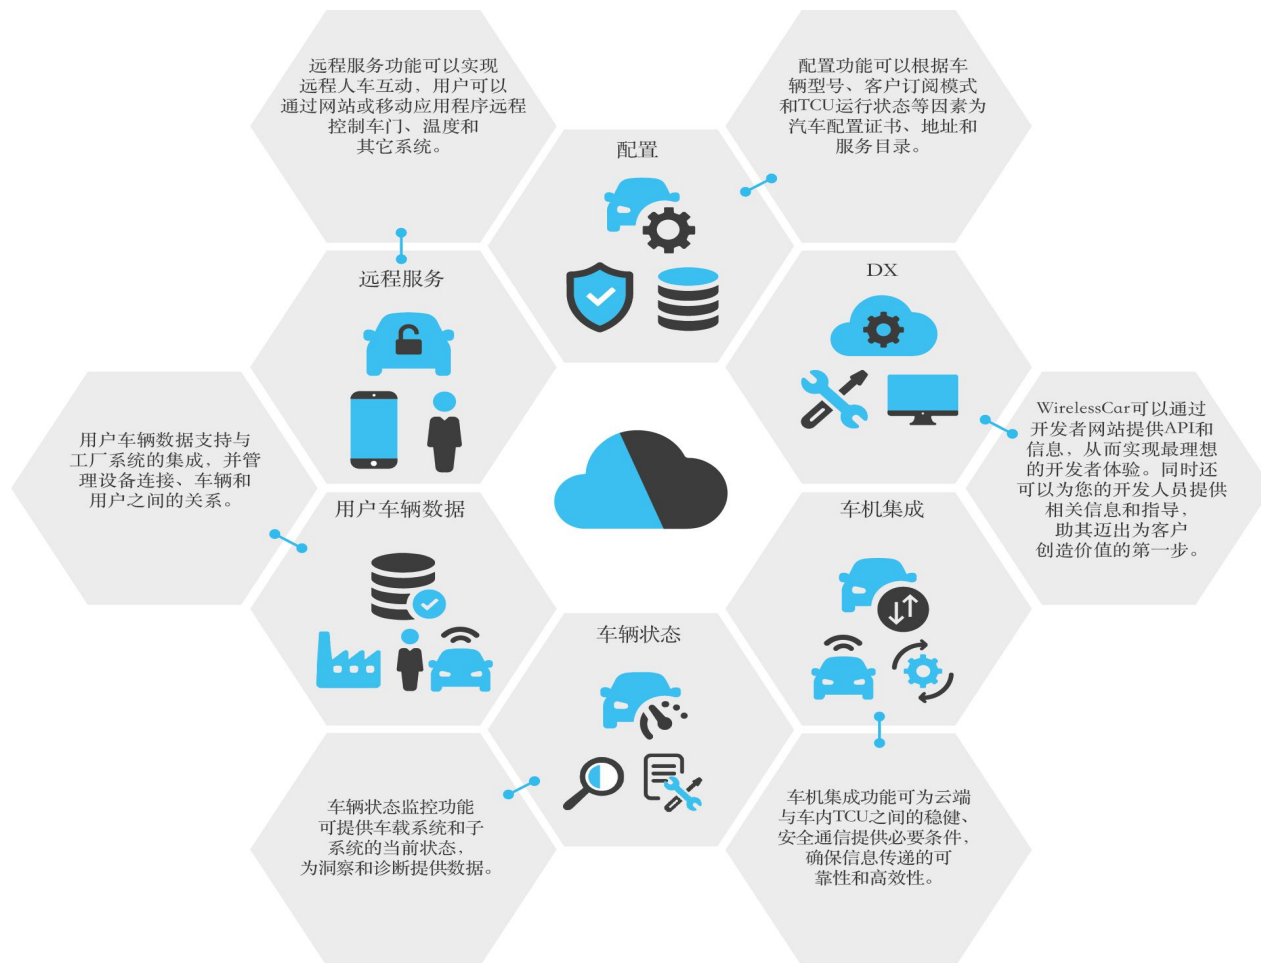 远程服务功能可以实现
远程人车互动，用户可以
通过网站或移动应用程序远程
控制车门、温度和
其它系统。
配置功能可以根据车
辆型号、客户订阅模式
和TCU运行状态等因素为
汽车配置证书、地址和
服务目录。
配置
远程服务
DX
用户车辆数据支持与
工厂系统的集成，并管
理设备连接、车辆和
用户之间的关系。
WirelessCar可以通过
开发者网站提供API和
信息，从而实现最理想
的开发者体验。同时还
可以为您的开发人员提供
相关信息和指导，
助其迈出为客户
创造价值的第一步。
用户车辆数据
车机集成
车辆状态
车辆状态监控功能
可提供车载系统和子
系统的当前状态，
为洞察和诊断提供数据。
车机集成功能可为云端
与车内TCU之间的稳健、
安全通信提供必要条件，
确保信息传递的可
靠性和高效性。